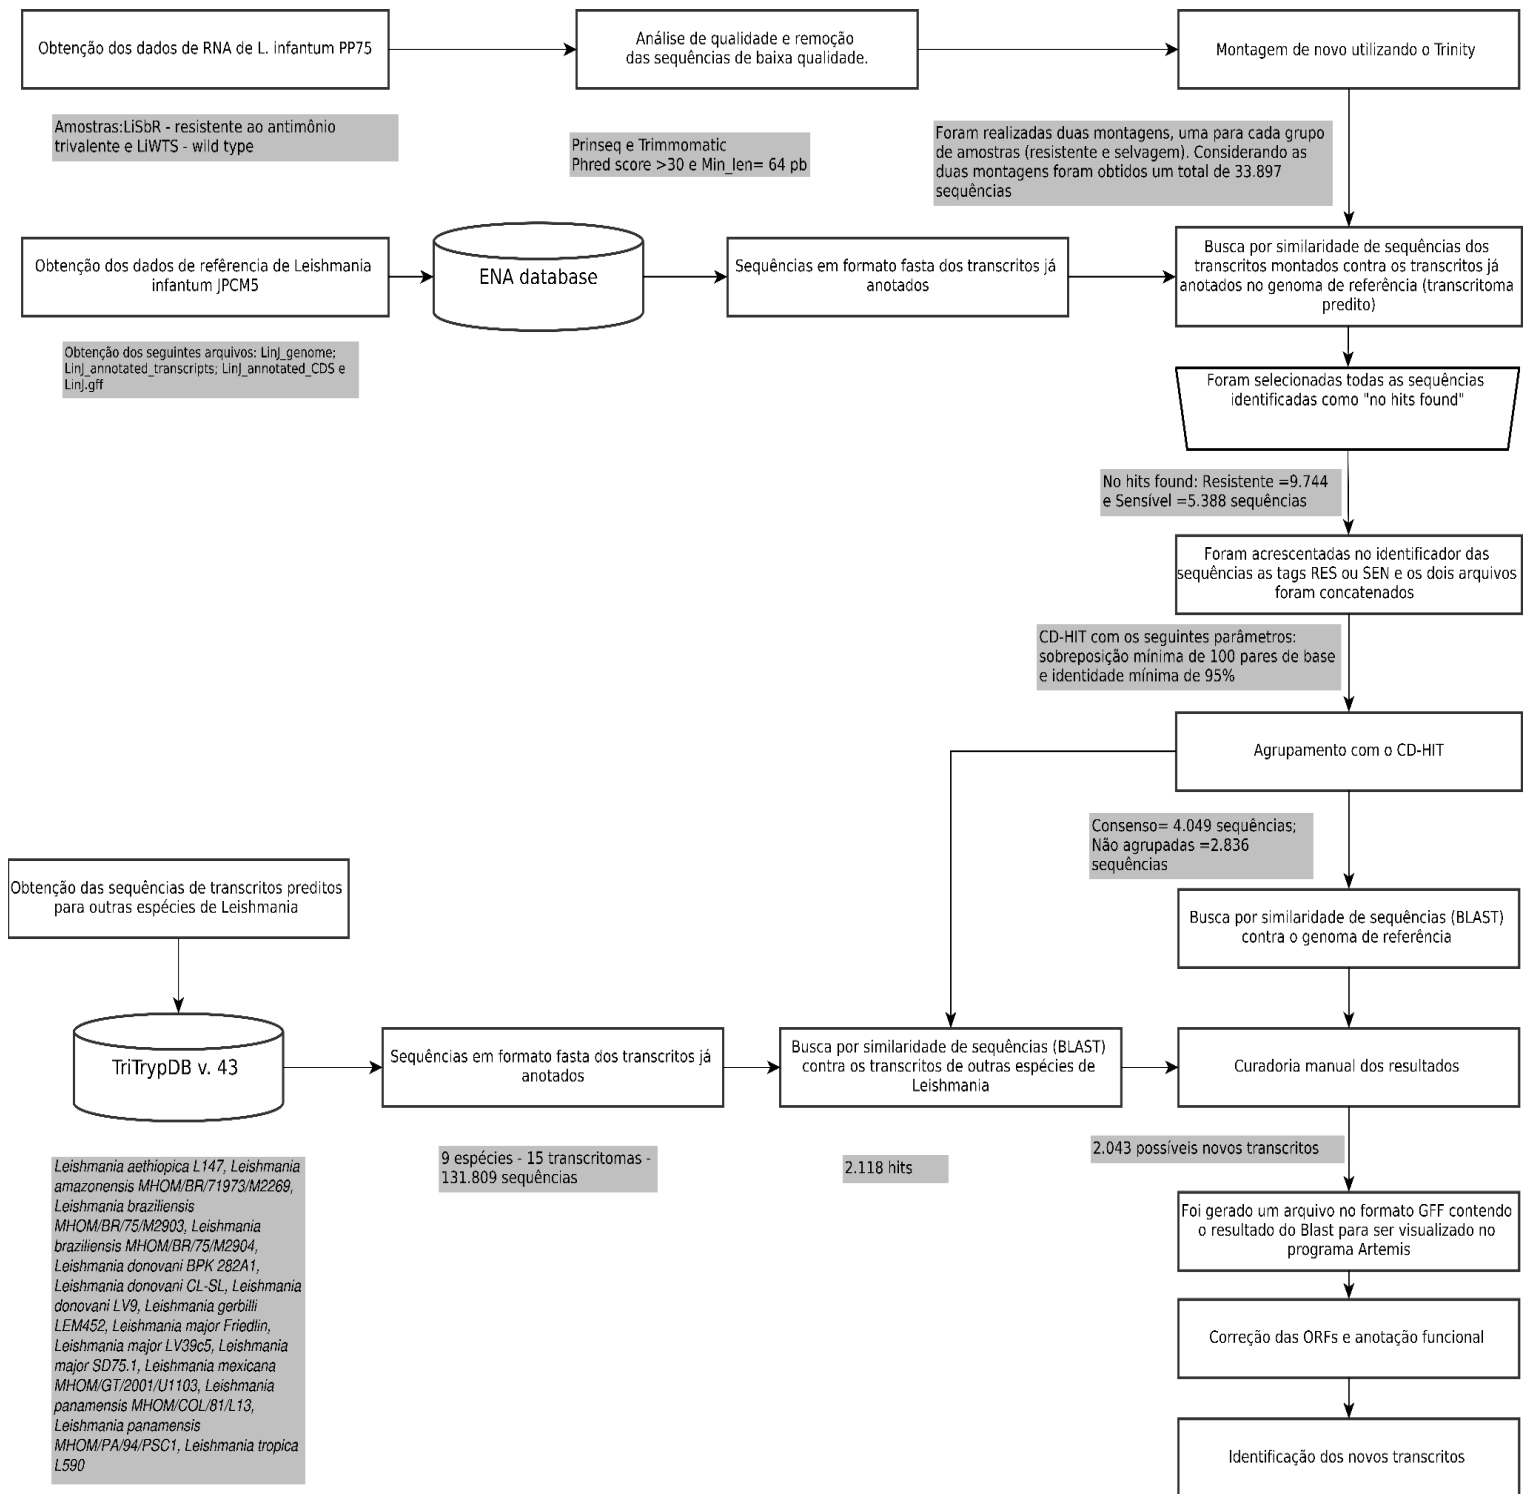 Obtenção dos dados de RNA de L. infantum PP75
Análise de qualidade e remoção
das sequências de baixa qualidade.
Montagem de novo utilizando o Trinity
Amostras:LiSbR - resistente ao antimônio
trivalente e LiWTS - wild type
Prinseq e Trimmomatic
Phred score >30 e Min_len= 64 pb
Foram realizadas duas montagens, uma para cada grupo
de amostras (resistente e selvagem). Considerando as
duas montagens foram obtidos um total de 33.897
sequências
Obtenção dos dados de refêrencia de Leishmania
infantum JPCM5
ENA database
Sequências em formato fasta dos transcritos já
anotados
Busca por similaridade de sequências dos
transcritos montados contra os transcritos já
anotados no genoma de referência (transcritoma
predito)
Obtenção dos seguintes arquivos: LinJ_genome;
LinJ_annotated_transcripts; LinJ_annotated_CDS e
LinJ.gff
Foram selecionadas todas as sequências
identificadas como "no hits found"
No hits found: Resistente =9.744
e Sensível =5.388 sequências
Foram acrescentadas no identificador das
sequências as tags RES ou SEN e os dois arquivos
foram concatenados
CD-HIT com os seguintes parâmetros:
sobreposição mínima de 100 pares de base
e identidade mínima de 95%
Agrupamento com o CD-HIT
Consenso= 4.049 sequências;
Não agrupadas =2.836
sequências
Obtenção das sequências de transcritos preditos
para outras espécies de Leishmania
Busca por similaridade de sequências (BLAST)
contra o genoma de referência
TriTrypDB v. 43
Sequências em formato fasta dos transcritos já
anotados
Busca por similaridade de sequências (BLAST)
contra os transcritos de outras espécies de
Leishmania
Curadoria manual dos resultados
Leishmania aethiopica L147, Leishmania
amazonensis MHOM/BR/71973/M2269,
Leishmania braziliensis
MHOM/BR/75/M2903, Leishmania
braziliensis MHOM/BR/75/M2904,
Leishmania donovani BPK 282A1,
Leishmania donovani CL-SL, Leishmania
donovani LV9, Leishmania gerbilli
LEM452, Leishmania major Friedlin,
Leishmania major LV39c5, Leishmania
major SD75.1, Leishmania mexicana
MHOM/GT/2001/U1103, Leishmania
panamensis MHOM/COL/81/L13,
Leishmania panamensis
MHOM/PA/94/PSC1, Leishmania tropica
L590
9 espécies - 15 transcritomas -
131.809 sequências
2.118 hits
2.043 possíveis novos transcritos
Foi gerado um arquivo no formato GFF contendo
o resultado do Blast para ser visualizado no
programa Artemis
Correção das ORFs e anotação funcional
Identificação dos novos transcritos